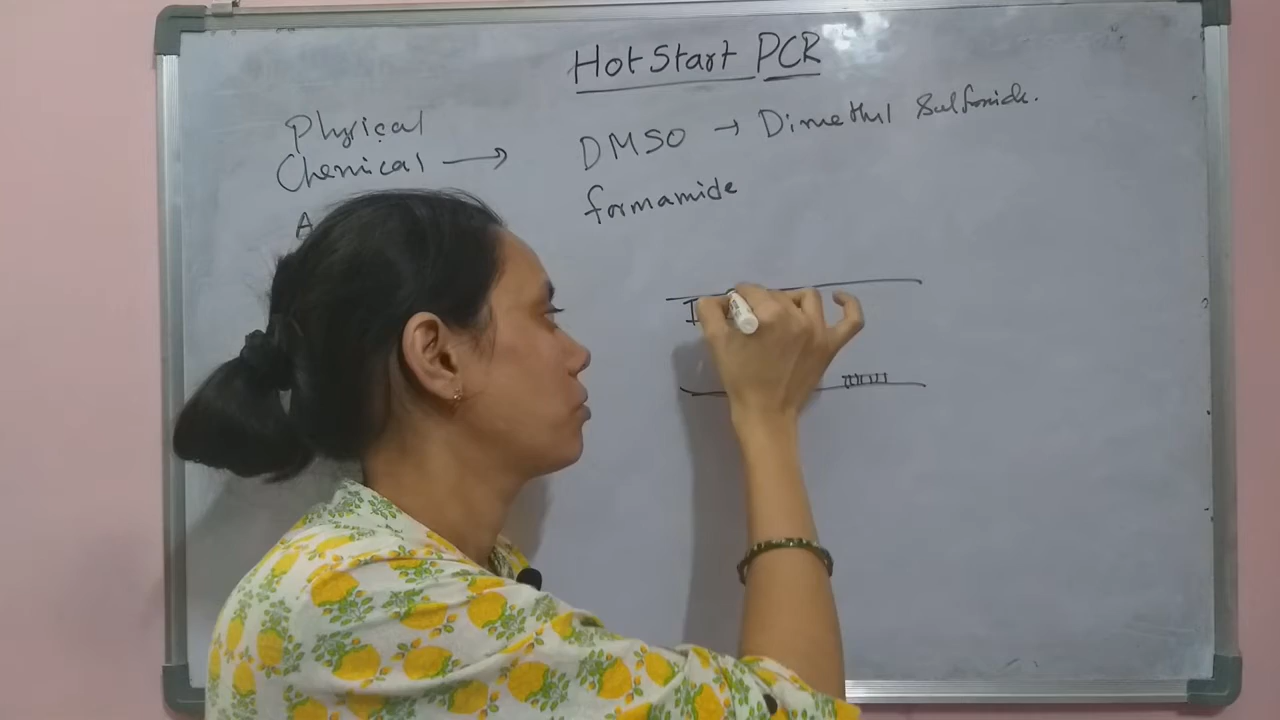 Hot Start PCR
Physical
Chemical → DMSO → Dimethyl Sulfoxide.
formamide
A